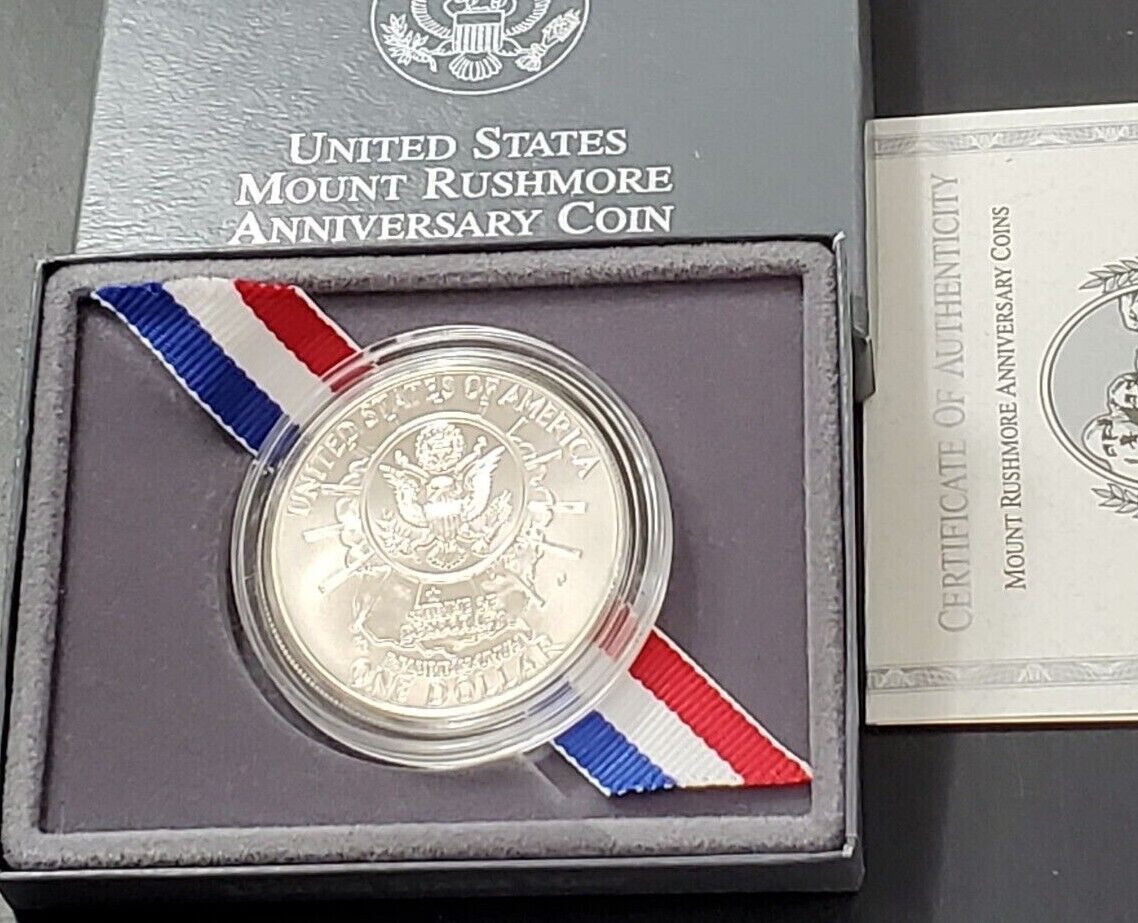 UNITED STATES
MOUNT RUSHMORE
ANNIVERSARY COIN
UNITED STATES OF AMERICA
ONE DOLLAR
CERTIFICATE OF AUTHENTICITY
MOUNT RUSHMORE ANNIVERSARY COINS